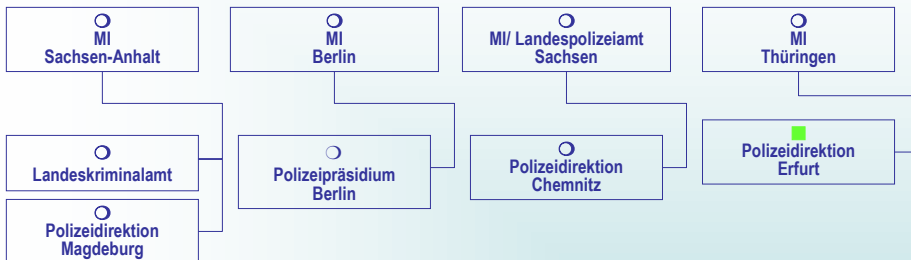 MI
Sachsen-Anhalt
MI
Berlin
MI/ Landespolizeiamt
Sachsen
MI
Thüringen
Landeskriminalamt
Polizeipräsidium
Berlin
Polizeidirektion
Chemnitz
Polizeidirektion
Erfurt
Polizeidirektion
Magdeburg